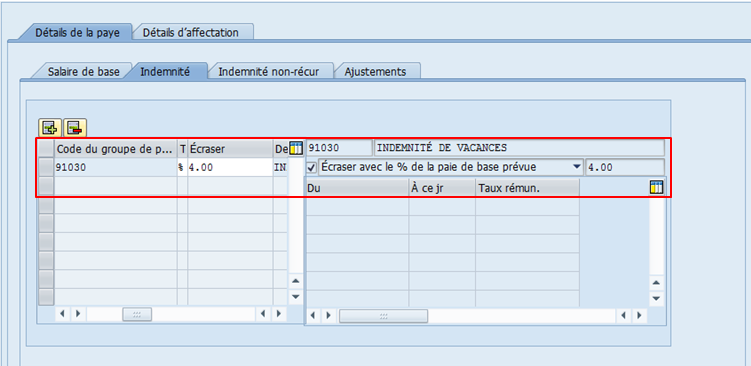 Détails de la paye Détails d'affectation
Salaire de base Indemnité Indemnité non-récur Ajustements
Code du groupe de p... T Écraser De 91030 INDEMNITÉ DE VACANCES
91030 % 4.00 IN Écraser avec le % de la paie de base prévue 4.00
Du À ce jr Taux rémun.